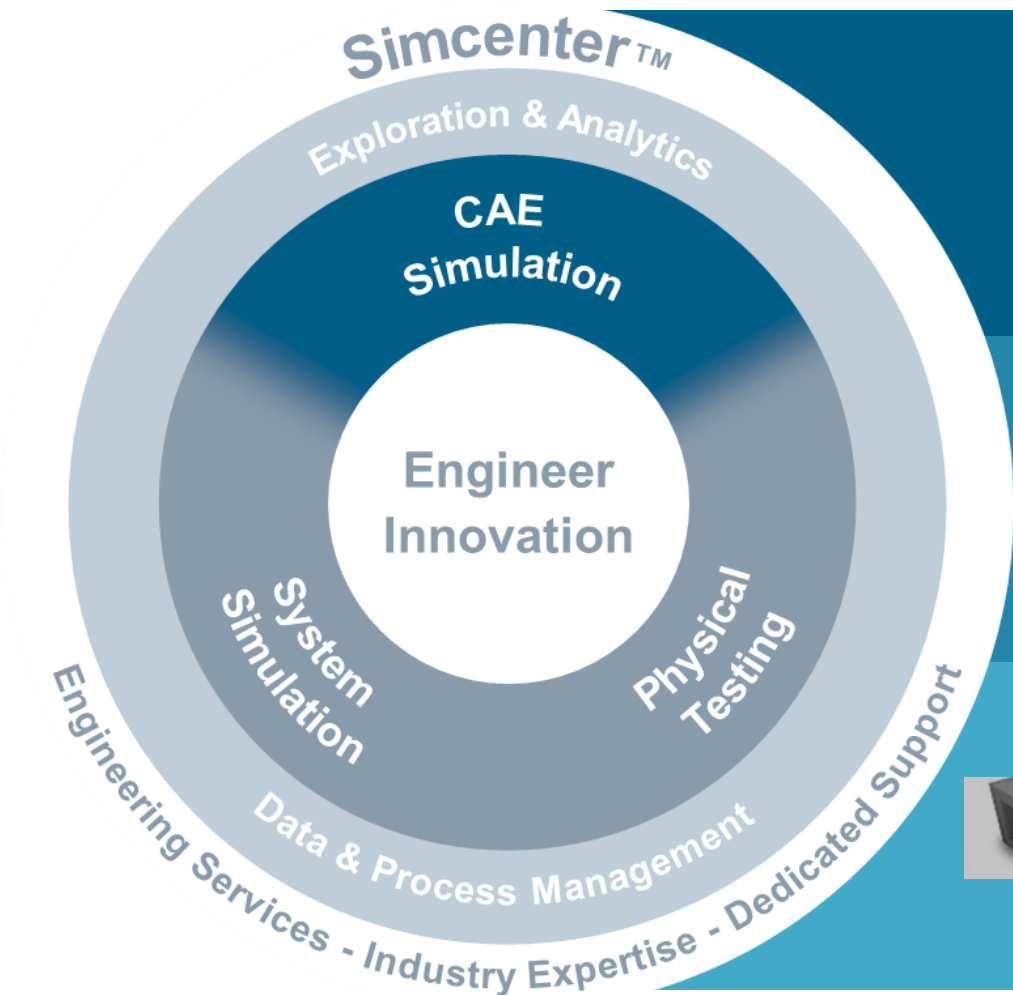 Simcenter™
Exploration & Analytics
CAE
Simulation
Engineer
Innovation
System
Simulation
Physical
Testing
Data & Process Management
Engineering Services - Industry Expertise - Dedicated Support